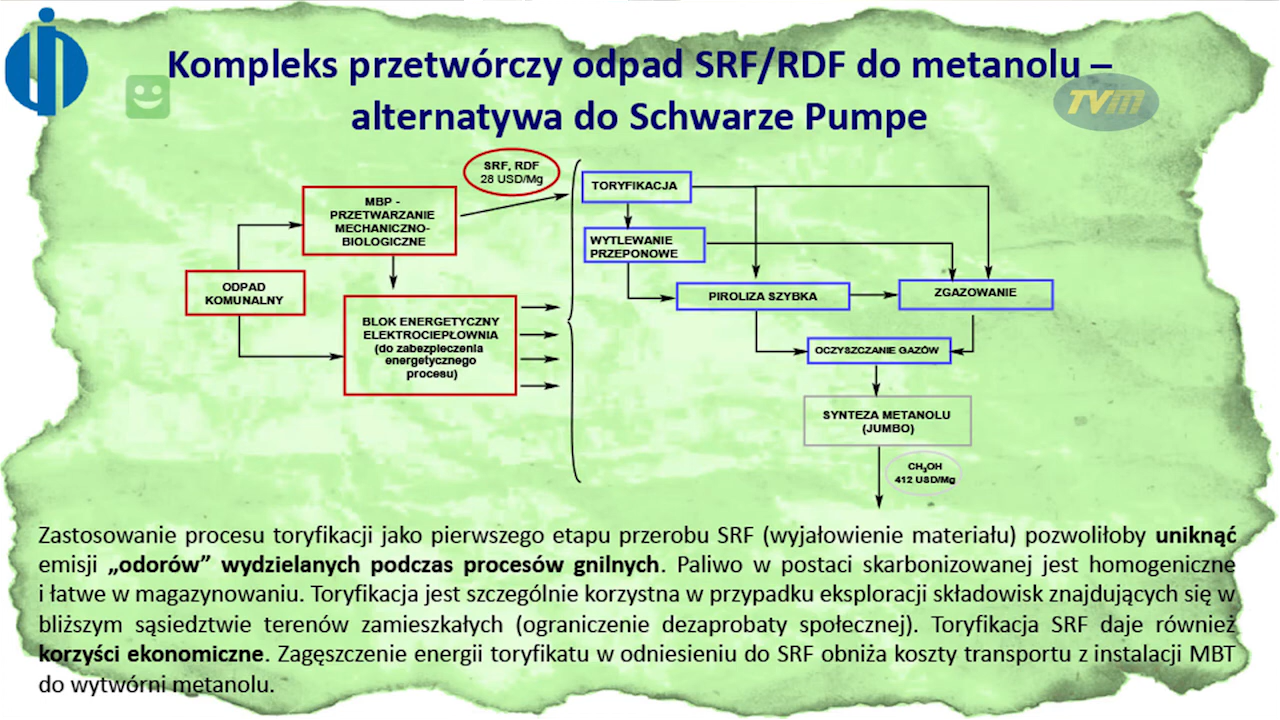 Kompleks przetwórczy odpad SRF/RDF do metanolu –
alternatywa do Schwarze Pumpe
TVM
SRF, RDF
28 USD/Mg
TORYFIKACJA
MBP -
PRZETWARZANIE
MECHANICZNO-
BIOLOGICZNE
WYTLEWANIE
PRZEPONOWE
ODPAD
KOMUNALNY
PIROLIZA SZYBKA
ZGAZOWANIE
BLOK ENERGETYCZNY
ELEKTROCIEPŁOWNIA
(do zabezpieczenia
energetycznego
procesu)
OCZYSZCZANIE GAZÓW
SYNTEZA METANOLU
(JUMBO)
CH₃OH
412 USD/Mg
Zastosowanie procesu toryfikacji jako pierwszego etapu przerobu SRF (wyjałowienie materiału) pozwoliłoby uniknąć
emisji „odorów” wydzielanych podczas procesów gnilnych. Paliwo w postaci skarbonizowanej jest homogeniczne
i łatwe w magazynowaniu. Toryfikacja jest szczególnie korzystna w przypadku eksploracji składowisk znajdujących się w
bliższym sąsiedztwie terenów zamieszkałych (ograniczenie dezaprobaty społecznej). Toryfikacja SRF daje również
korzyści ekonomiczne. Zagęszczenie energii toryfikatu w odniesieniu do SRF obniża koszty transportu z instalacji MBT
do wytwórni metanolu.